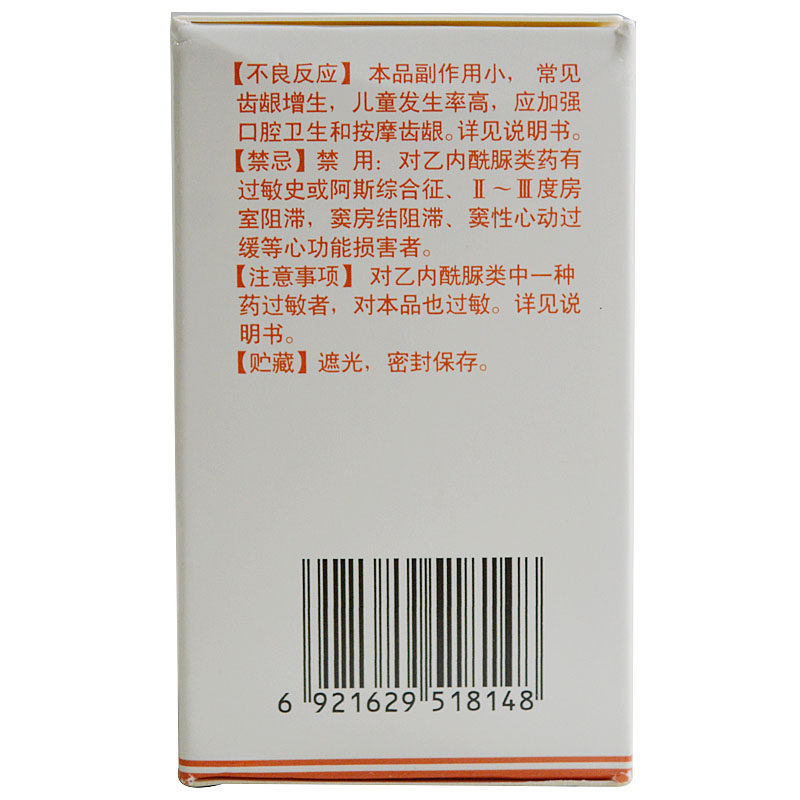 【不良反应】 本品副作用小， 常见
齿龈增生，儿童发生率高，应加强
口腔卫生和按摩齿龈。详见说明书。
【禁忌】禁 用：对乙内酰脲类药有
过敏史或阿斯综合征、Ⅱ～Ⅲ度房
室阻滞，窦房结阻滞、窦性心动过
缓等心功能损害者。
【注意事项】 对乙内酰脲类中一种
药过敏者，对本品也过敏。详见说
明书。
【贮藏】遮光，密封保存。
6 921629 518148